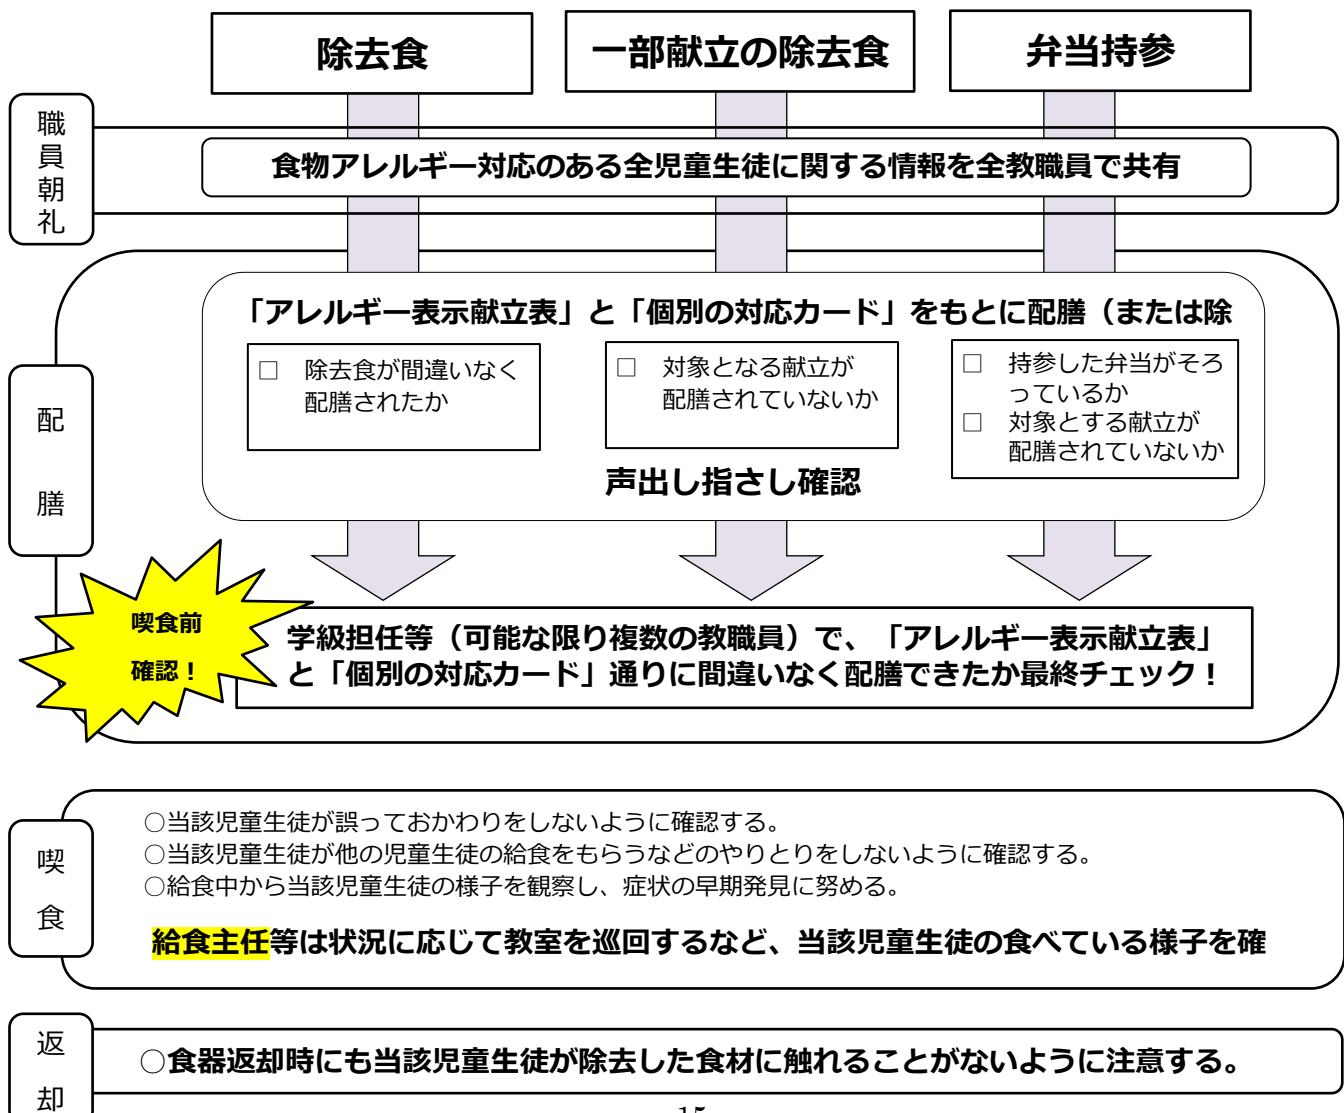 除去食
一部献立の除去食
弁当持参
職員朝礼
食物アレルギー対応のある全児童生徒に関する情報を全教職員で共有
配膳
「アレルギー表示献立表」と「個別の対応カード」をもとに配膳（または除
□ 除去食が間違いなく
配膳されたか
□ 対象となる献立が
配膳されていないか
□ 持参した弁当がそろ
っているか
□ 対象とする献立が
配膳されていないか
声出し指さし確認
喫食前
確認！
学級担任等（可能な限り複数の教職員）で、「アレルギー表示献立表」
と「個別の対応カード」通りに間違いなく配膳できたか最終チェック！
喫食
○当該児童生徒が誤っておかわりをしないように確認する。
○当該児童生徒が他の児童生徒の給食をもらうなどのやりとりをしないように確認する。
○給食中から当該児童生徒の様子を観察し、症状の早期発見に努める。
給食主任等は状況に応じて教室を巡回するなど、当該児童生徒の食べている様子を確
返却
○食器返却時にも当該児童生徒が除去した食材に触れることがないように注意する。
15